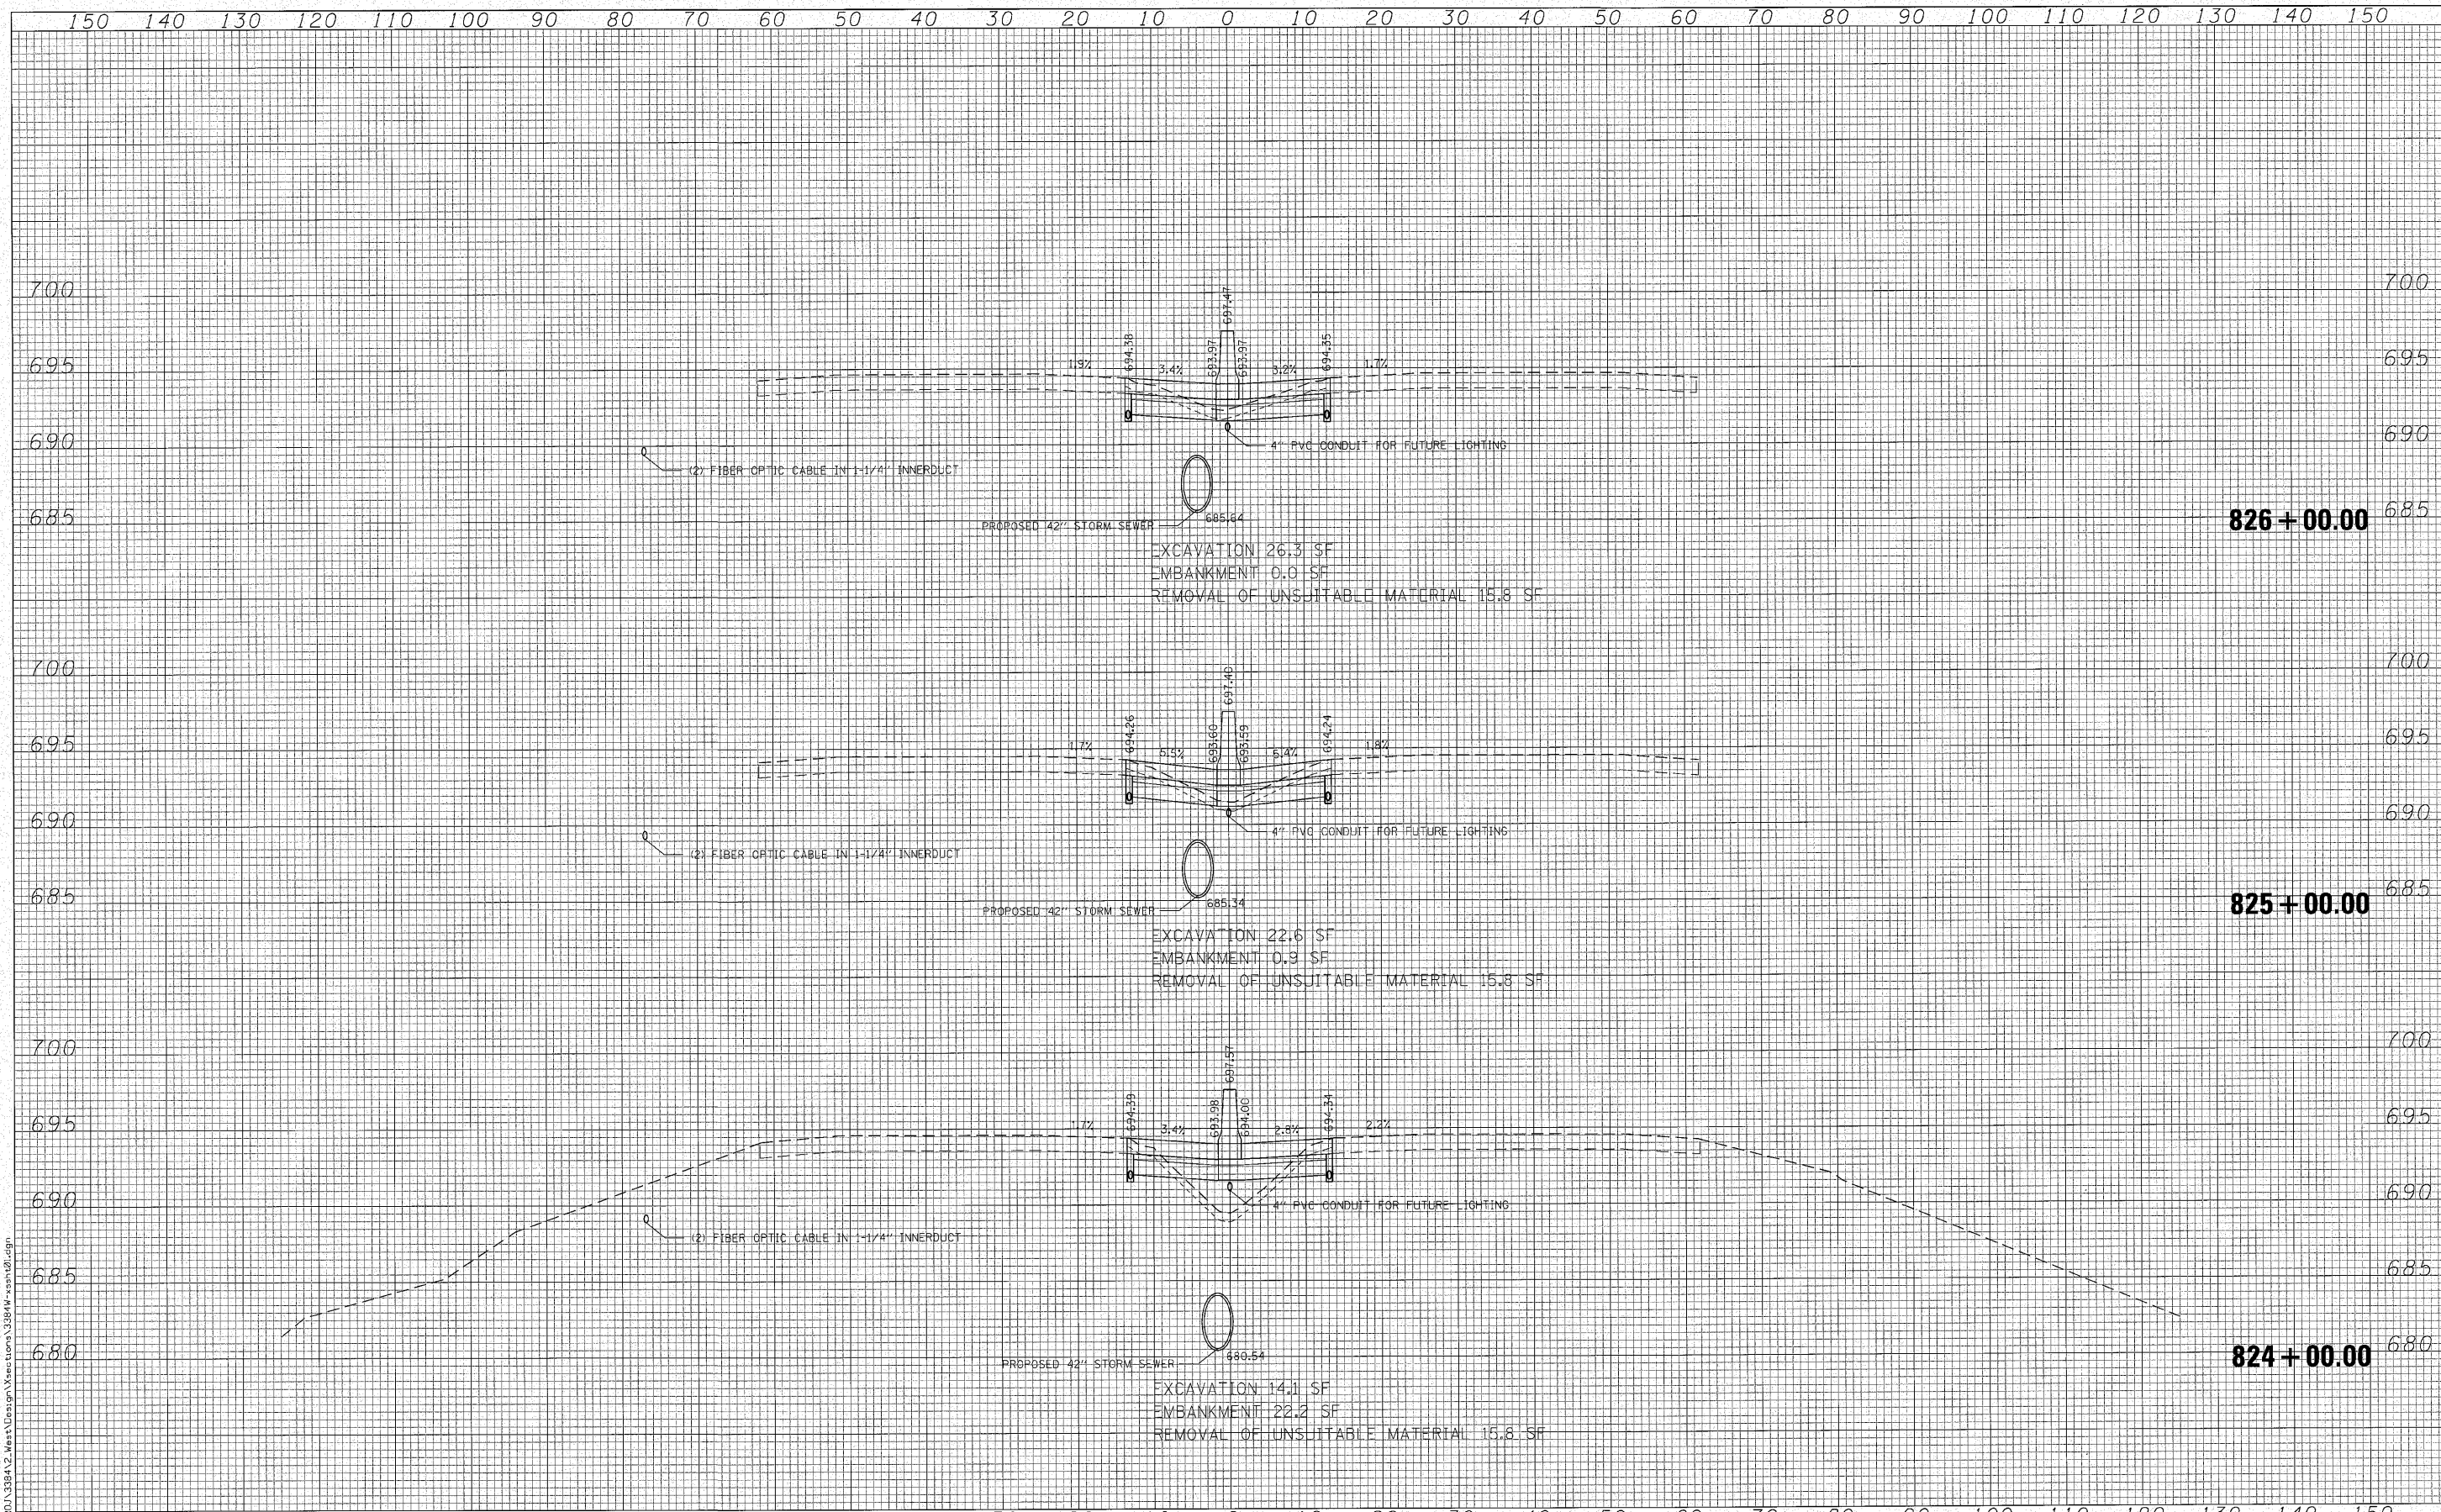 150 140 130 120 110 100 90 80 70 60 50 40 30 20 10 0 10 20 30 40 50 60 70 80 90 100 110 120 130 140 150
700 697.47 700
695 1.9% 694.38 3.4% 693.97 693.97 3.2% 694.35 1.7% 695
690 4" PVC CONDUIT FOR FUTURE LIGHTING 690
(2) FIBER OPTIC CABLE IN 1-1/4" INNERDUCT
685 PROPOSED 42" STORM SEWER 685.64 826+00.00 685
EXCAVATION 26.3 SF
EMBANKMENT 0.0 SF
REMOVAL OF UNSUITABLE MATERIAL 15.8 SF
700 697.40 700
695 1.7% 694.26 5.5% 693.60 693.59 5.4% 694.24 1.8% 695
690 4" PVC CONDUIT FOR FUTURE LIGHTING 690
(2) FIBER OPTIC CABLE IN 1-1/4" INNERDUCT
685 PROPOSED 42" STORM SEWER 685.34 825+00.00 685
EXCAVATION 22.6 SF
EMBANKMENT 0.9 SF
REMOVAL OF UNSUITABLE MATERIAL 15.8 SF
700 697.57 700
695 1.7% 694.39 3.4% 693.98 694.00 2.8% 694.34 2.2% 695
690 4" PVC CONDUIT FOR FUTURE LIGHTING 690
(2) FIBER OPTIC CABLE IN 1-1/4" INNERDUCT
685 685
680 PROPOSED 42" STORM SEWER 680.54 824+00.00 680
EXCAVATION 14.1 SF
EMBANKMENT 22.2 SF
REMOVAL OF UNSUITABLE MATERIAL 15.8 SF
\3384\2_West\Design\Xsections\3384W-xssht01.dgn